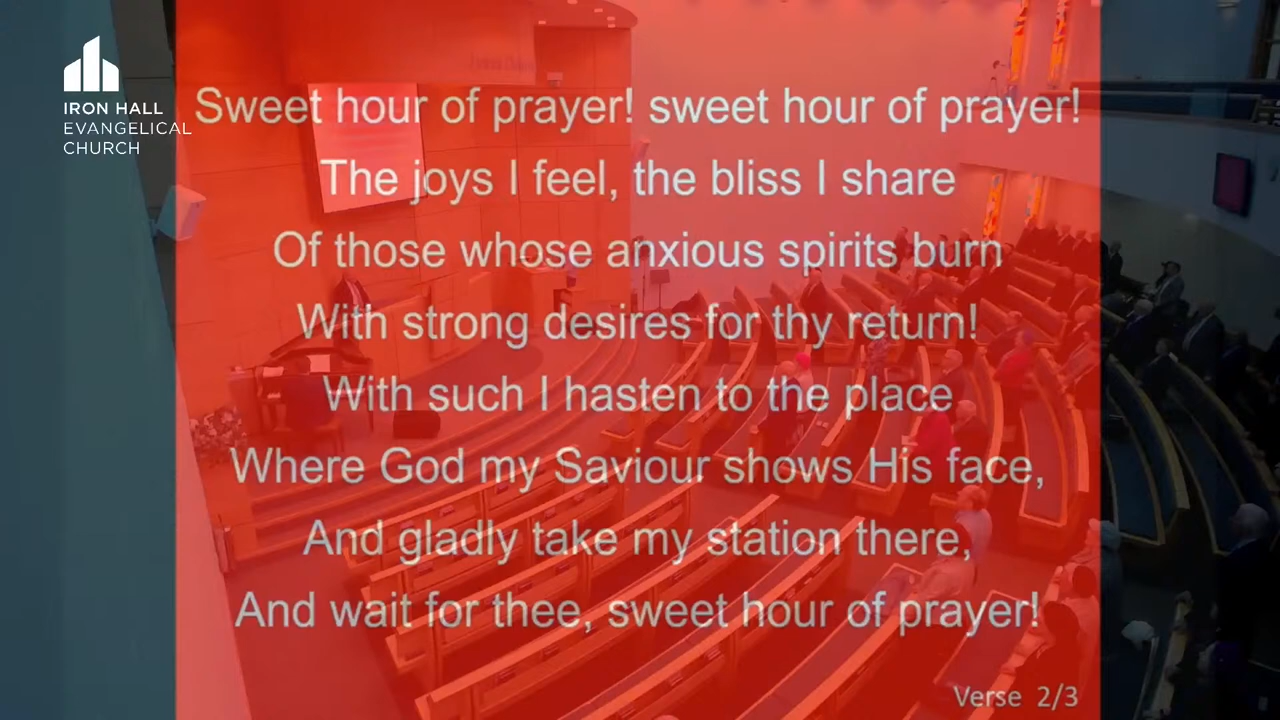 IRON HALL
EVANGELICAL
CHURCH
Sweet hour of prayer! sweet hour of prayer!
The joys I feel, the bliss I share
Of those whose anxious spirits burn
With strong desires for thy return!
With such I hasten to the place
Where God my Saviour shows His face,
And gladly take my station there,
And wait for thee, sweet hour of prayer!
Verse 2/3